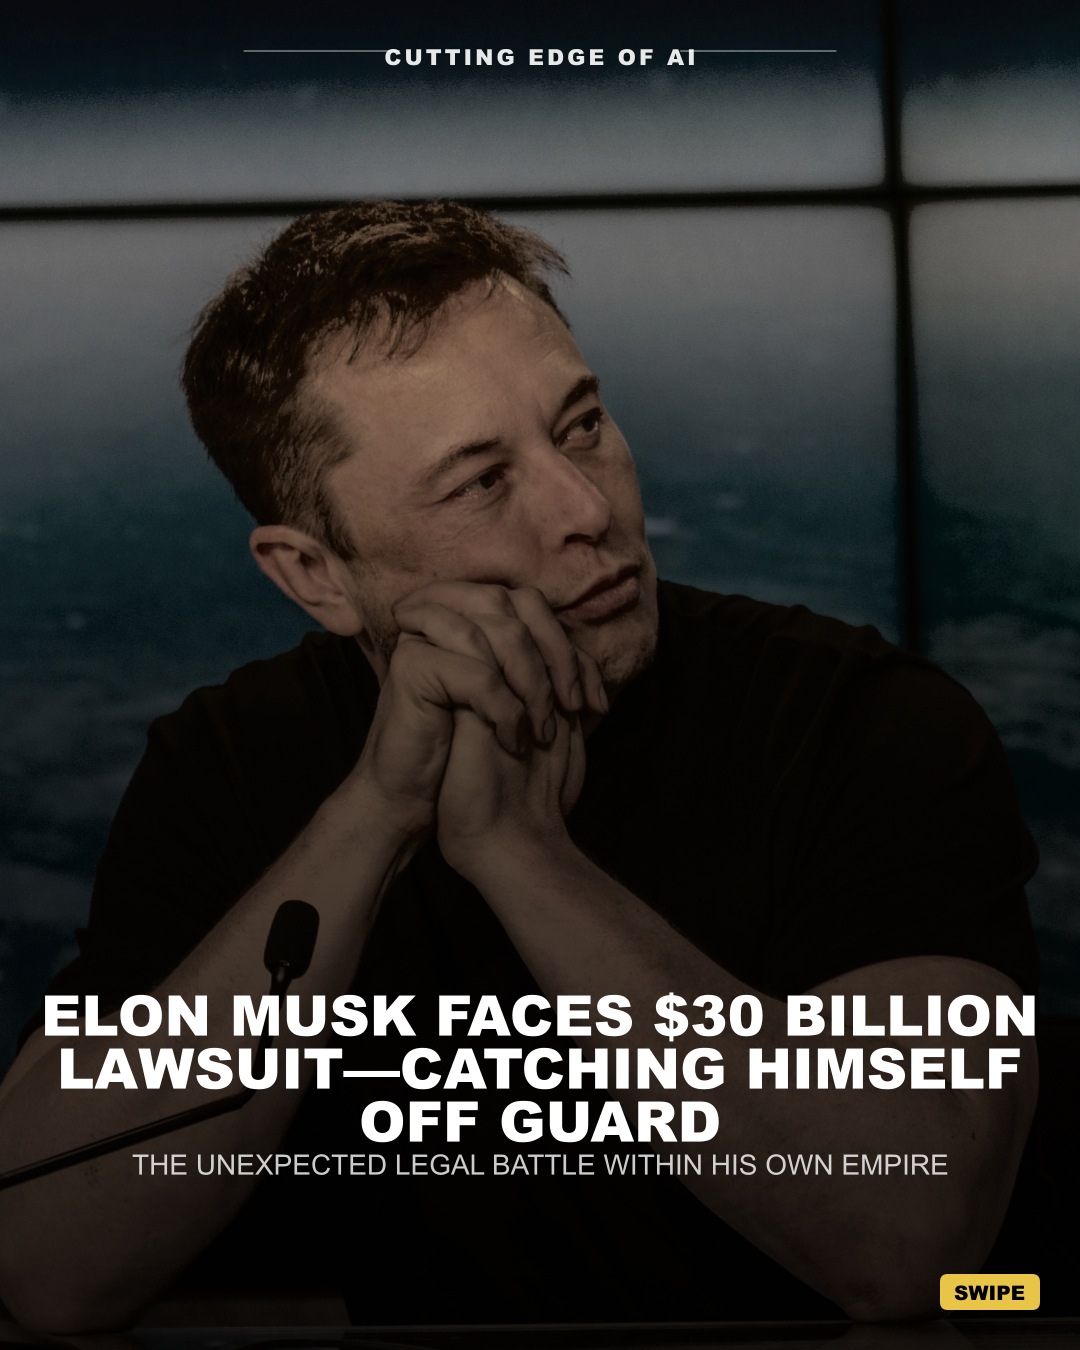 CUTTING EDGE OF AI
ELON MUSK FACES $30 BILLION
LAWSUIT—CATCHING HIMSELF
OFF GUARD
THE UNEXPECTED LEGAL BATTLE WITHIN HIS OWN EMPIRE
SWIPE